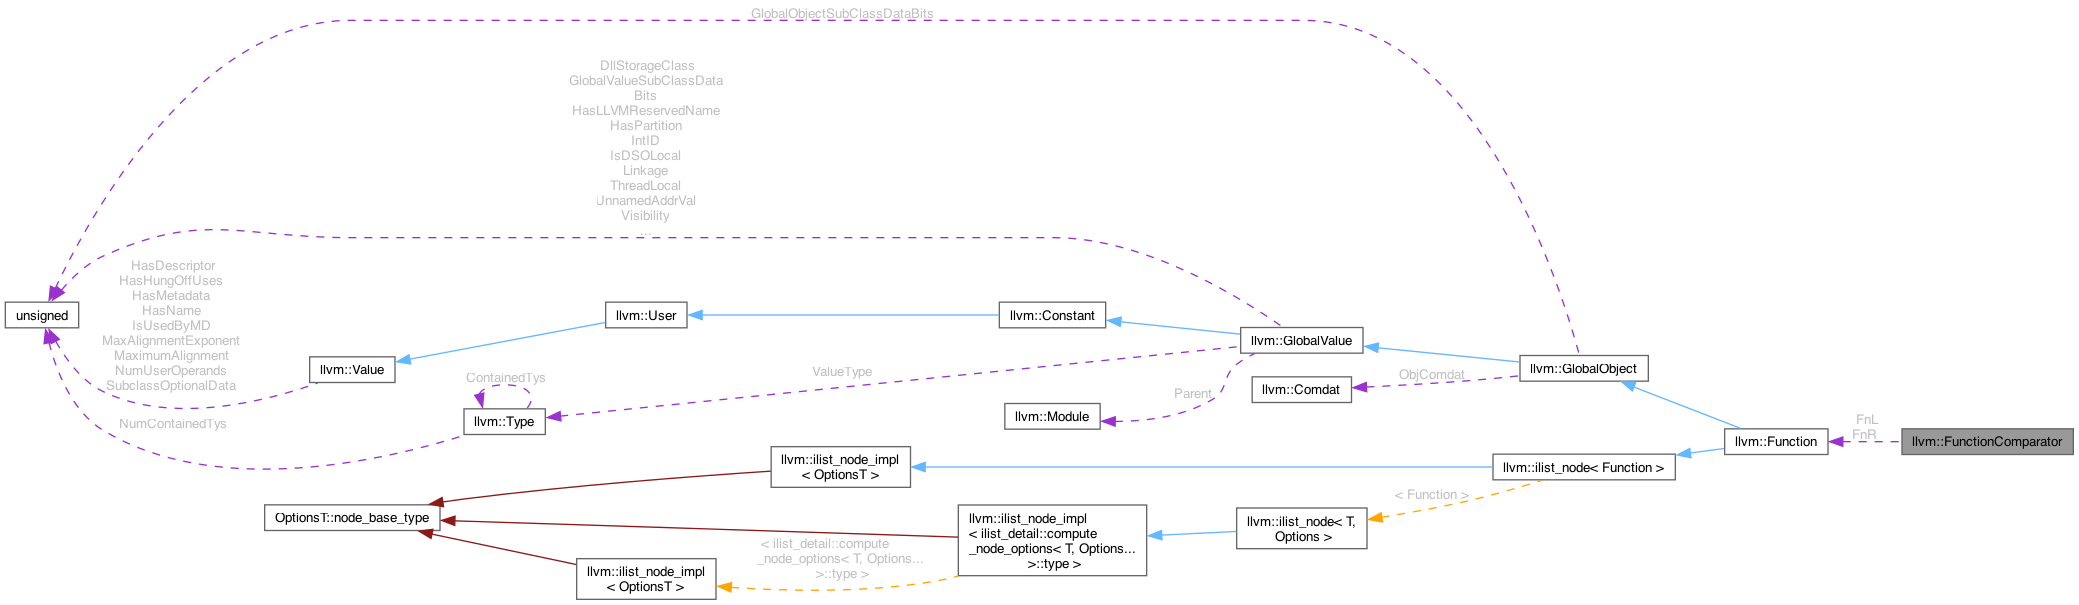 GlobalObjectSubClassDataBits
DllStorageClass
GlobalValueSubClassData
Bits
HasLLVMReservedName
HasPartition
IntID
IsDSOLocal
Linkage
ThreadLocal
UnnamedAddrVal
Visibility
...
HasDescriptor
HasHungOffUses
HasMetadata
HasName
IsUsedByMD
MaxAlignmentExponent
MaximumAlignment
NumUserOperands
SubclassOptionalData
unsigned
llvm::User
llvm::Constant
llvm::GlobalValue
llvm::Value
ValueType
llvm::GlobalObject
ContainedTys
ObjComdat
llvm::Comdat
Parent
llvm::Module
llvm::Type
NumContainedTys
FnL
FnR
llvm::Function
llvm::FunctionComparator
llvm::ilist_node_impl
< OptionsT >
llvm::ilist_node< Function >
< Function >
OptionsT::node_base_type
llvm::ilist_node_impl
< ilist_detail::compute
_node_options< T, Options...
>::type >
llvm::ilist_node< T,
Options >
< ilist_detail::compute
_node_options< T, Options...
>::type >
llvm::ilist_node_impl
< OptionsT >